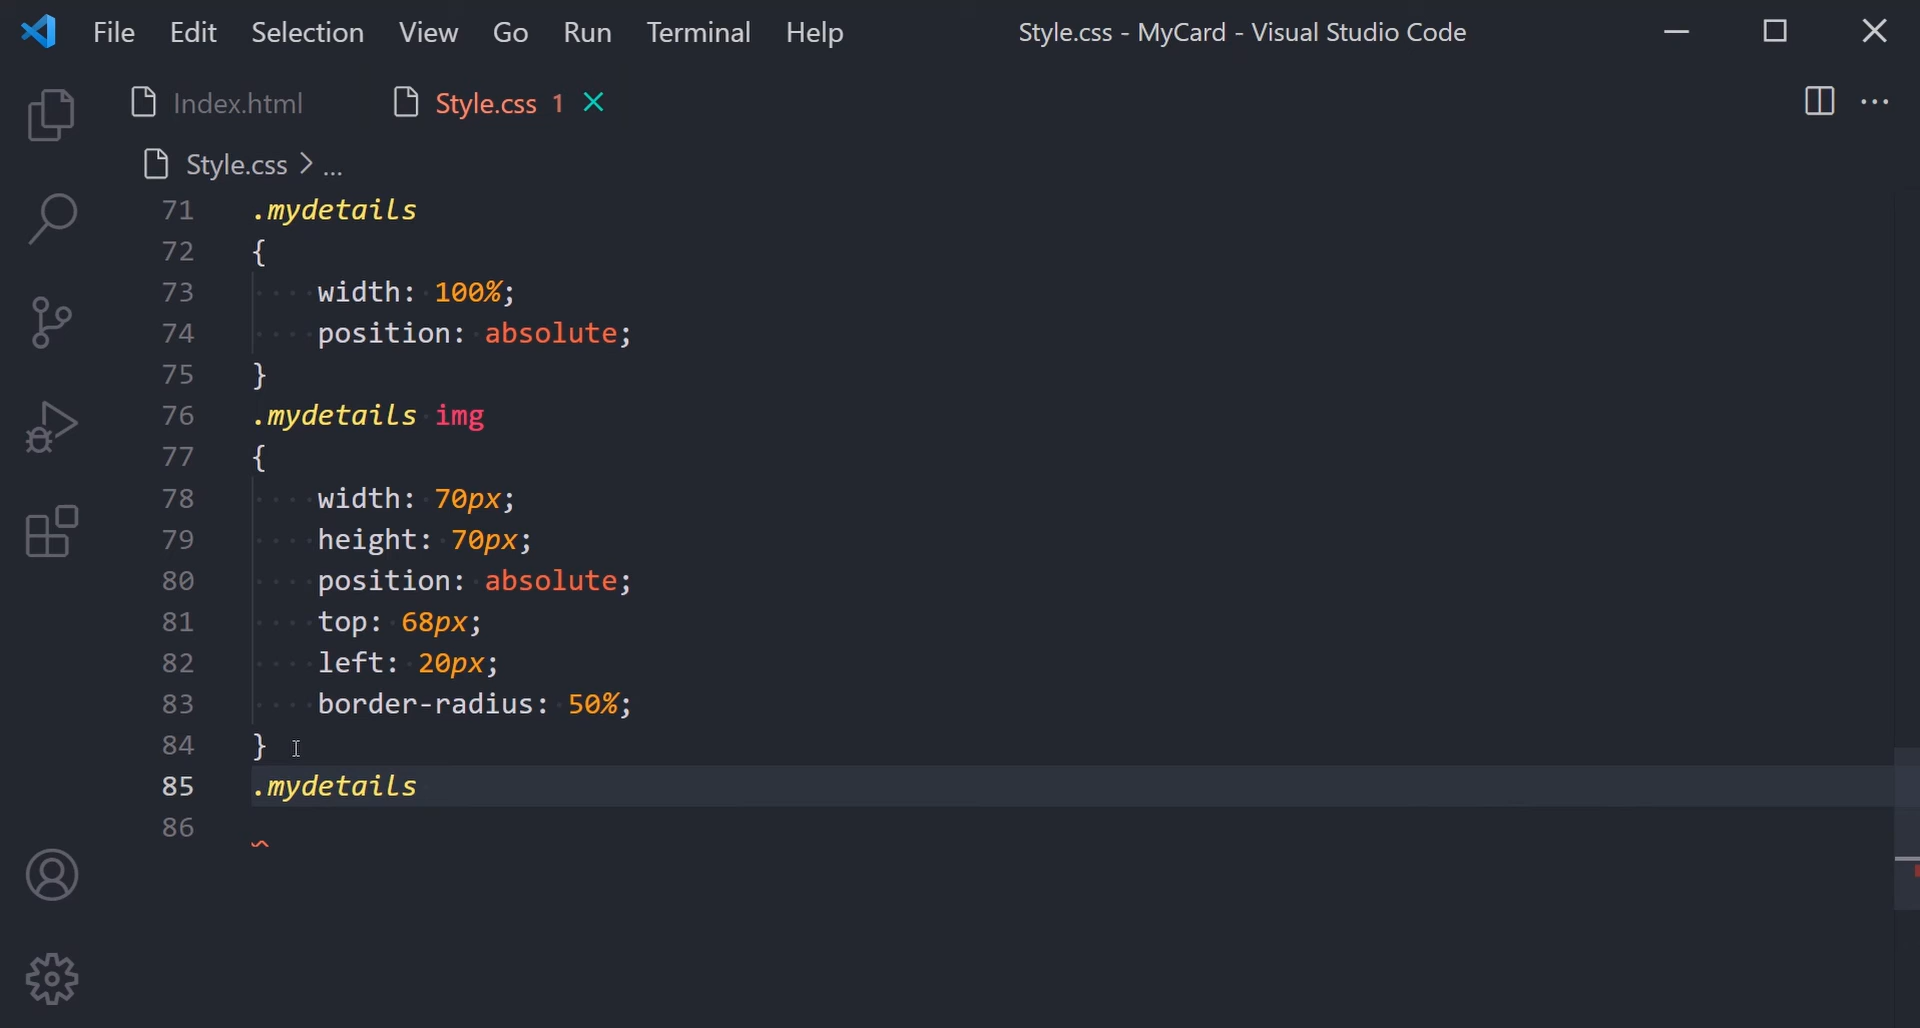 File Edit Selection View Go Run Terminal Help Style.css - MyCard - Visual Studio Code
Index.html Style.css 1
Style.css > ...
71 .mydetails
72 {
73 width: 100%;
74 position: absolute;
75 }
76 .mydetails img
77 {
78 width: 70px;
79 height: 70px;
80 position: absolute;
81 top: 68px;
82 left: 20px;
83 border-radius: 50%;
84 }
85 .mydetails
86